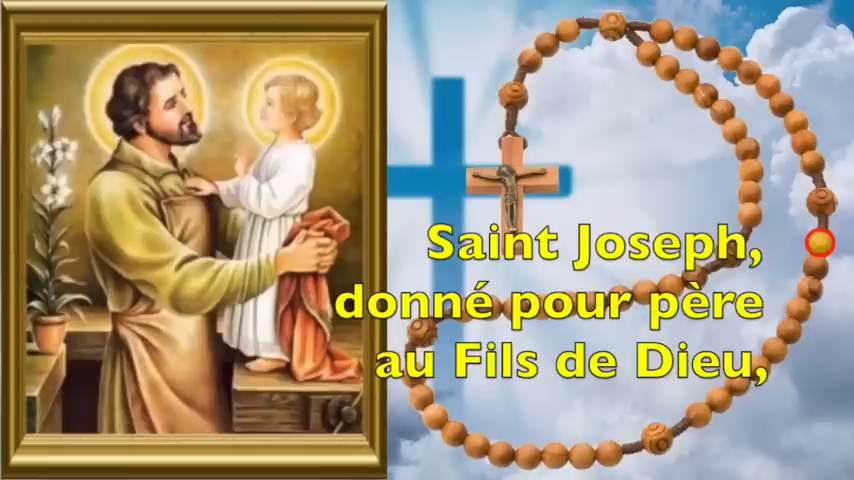 Saint Joseph,
donné pour père
au Fils de Dieu,